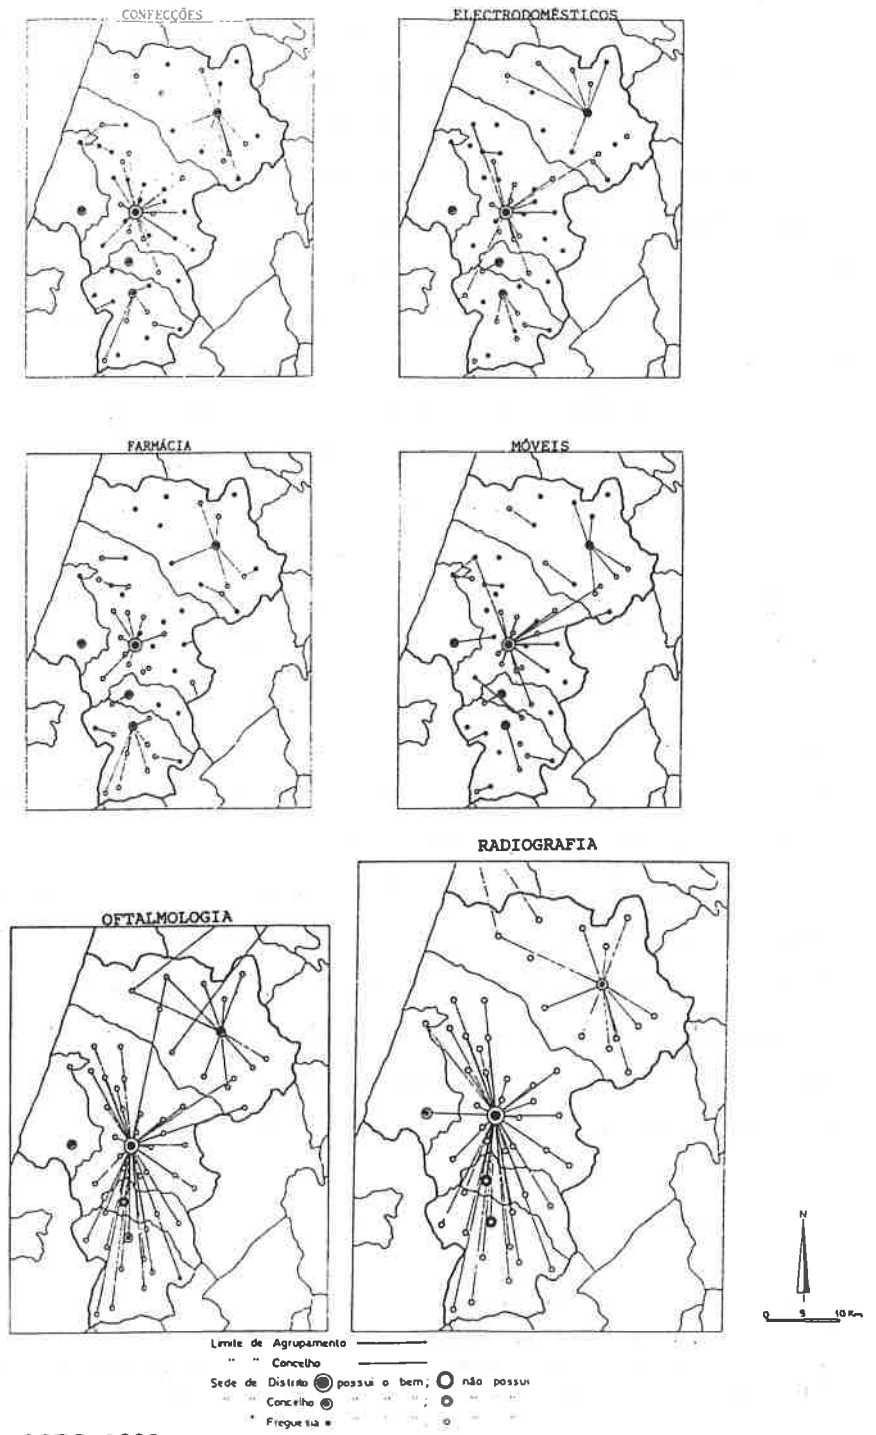 CONFECÇÕES
ELECTRODOMÉSTICOS
FARMÁCIA
MÓVEIS
RADIOGRAFIA
OFTALMOLOGIA
N
0 5 10 Km
Limite de Agrupamento
" " Concelho
Sede de Distrito possui o bem; não possui
" " Concelho " " " ; " "
" Freguesia " " " ; " "